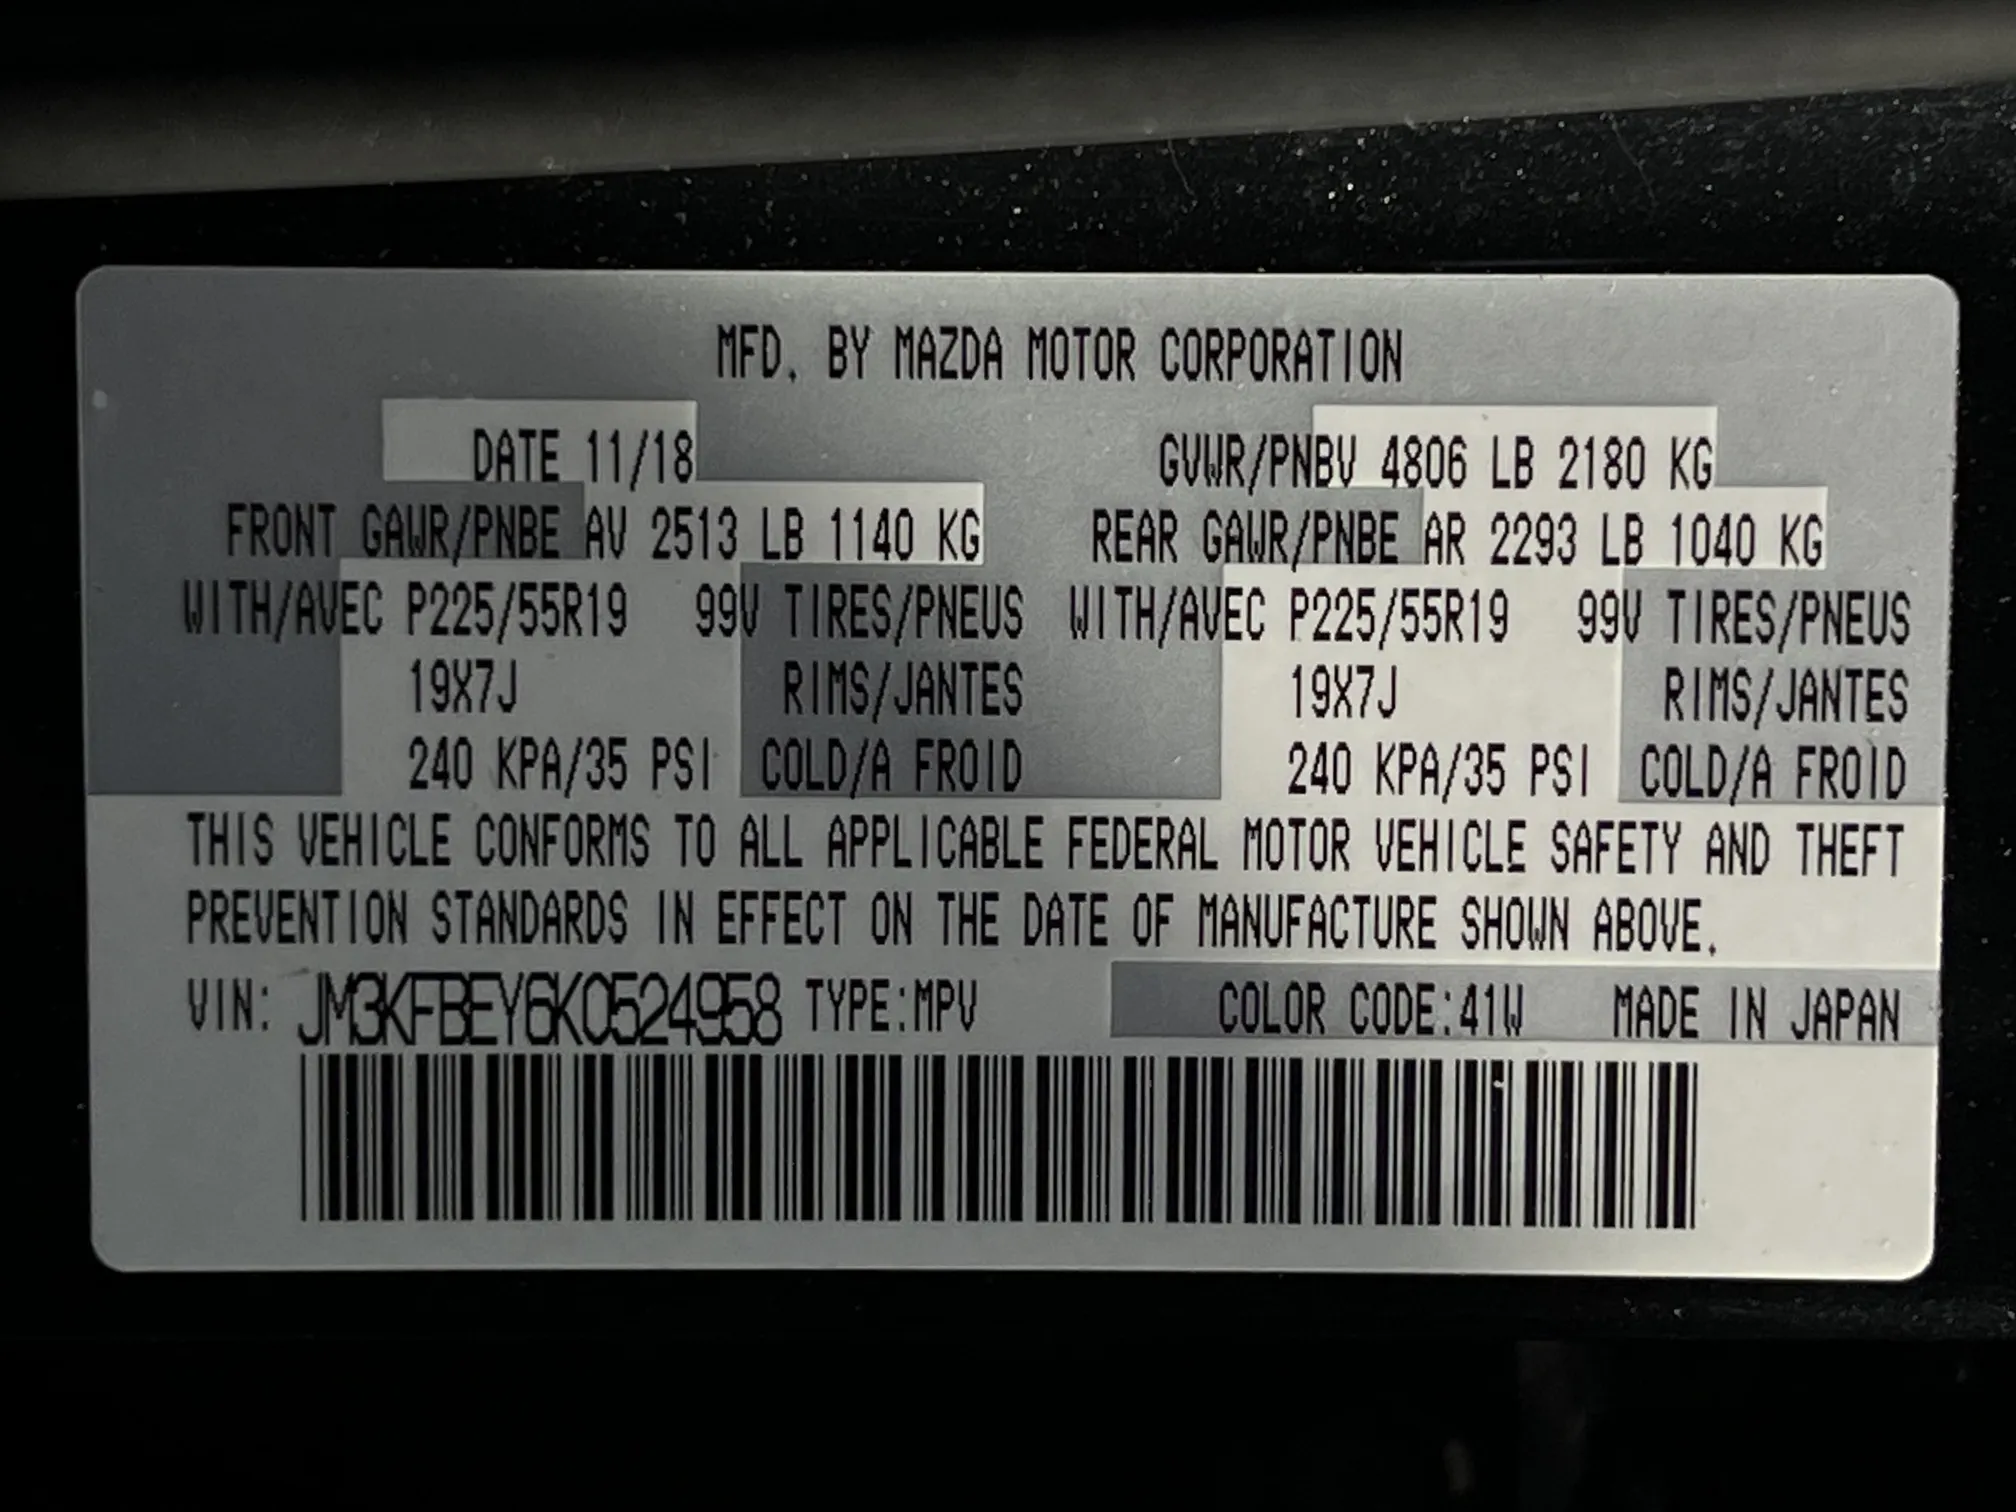 MFD. BY MAZDA MOTOR CORPORATION
DATE 11/18 GVWR/PNBV 4806 LB 2180 KG
FRONT GAWR/PNBE AV 2513 LB 1140 KG REAR GAWR/PNBE AR 2293 LB 1040 KG
WITH/AVEC P225/55R19 99V TIRES/PNEUS WITH/AVEC P225/55R19 99V TIRES/PNEUS
19X7J RIMS/JANTES 19X7J RIMS/JANTES
240 KPA/35 PSI COLD/A FROID 240 KPA/35 PSI COLD/A FROID
THIS VEHICLE CONFORMS TO ALL APPLICABLE FEDERAL MOTOR VEHICLE SAFETY AND THEFT
PREVENTION STANDARDS IN EFFECT ON THE DATE OF MANUFACTURE SHOWN ABOVE.
VIN: JM3KFBEY6K0524958 TYPE:MPV COLOR CODE:41W MADE IN JAPAN